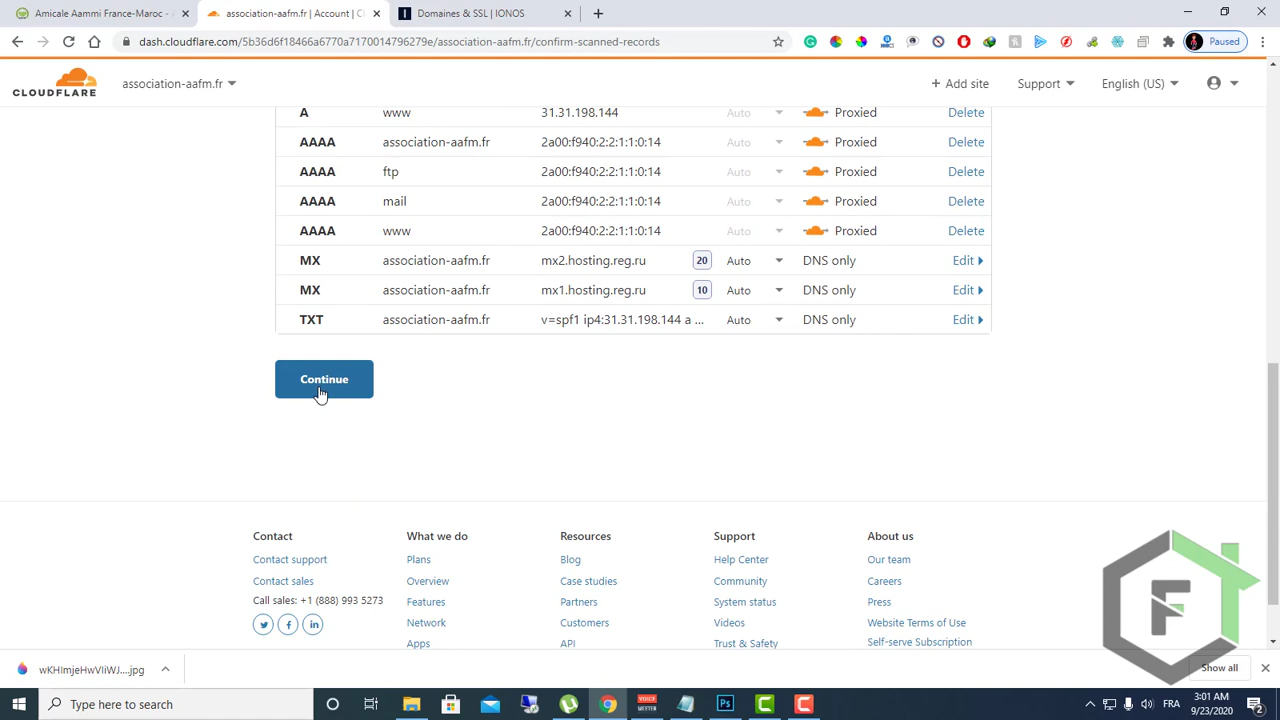 Amicale Aammi France-Maroc - A
association-aafm.fr | Account | Cl
Domaines & SSL | IONOS
dash.cloudflare.com/5b36d6f18466a6770a7170014796279e/association-aafm.fr/confirm-scanned-records
Paused
CLOUDFLARE
association-aafm.fr
+ Add site
Support
English (US)
A www 31.31.198.144 Auto Proxied Delete
AAAA association-aafm.fr 2a00:f940:2:2:1:1:0:14 Auto Proxied Delete
AAAA ftp 2a00:f940:2:2:1:1:0:14 Auto Proxied Delete
AAAA mail 2a00:f940:2:2:1:1:0:14 Auto Proxied Delete
AAAA www 2a00:f940:2:2:1:1:0:14 Auto Proxied Delete
MX association-aafm.fr mx2.hosting.reg.ru 20 Auto DNS only Edit
MX association-aafm.fr mx1.hosting.reg.ru 10 Auto DNS only Edit
TXT association-aafm.fr v=spf1 ip4:31.31.198.144 a ... Auto DNS only Edit
Continue
Contact What we do Resources Support About us
Contact support Plans Blog Help Center Our team
Contact sales Overview Case studies Community Careers
Call sales: +1 (888) 993 5273 Features Partners System status Press
Network Customers Videos Website Terms of Use
Apps API Trust & Safety Self-serve Subscription
F
wKHImjeHwVIiWJ....jpg
Show all
Type here to search
FR
3:01 AM
9/23/2020
2